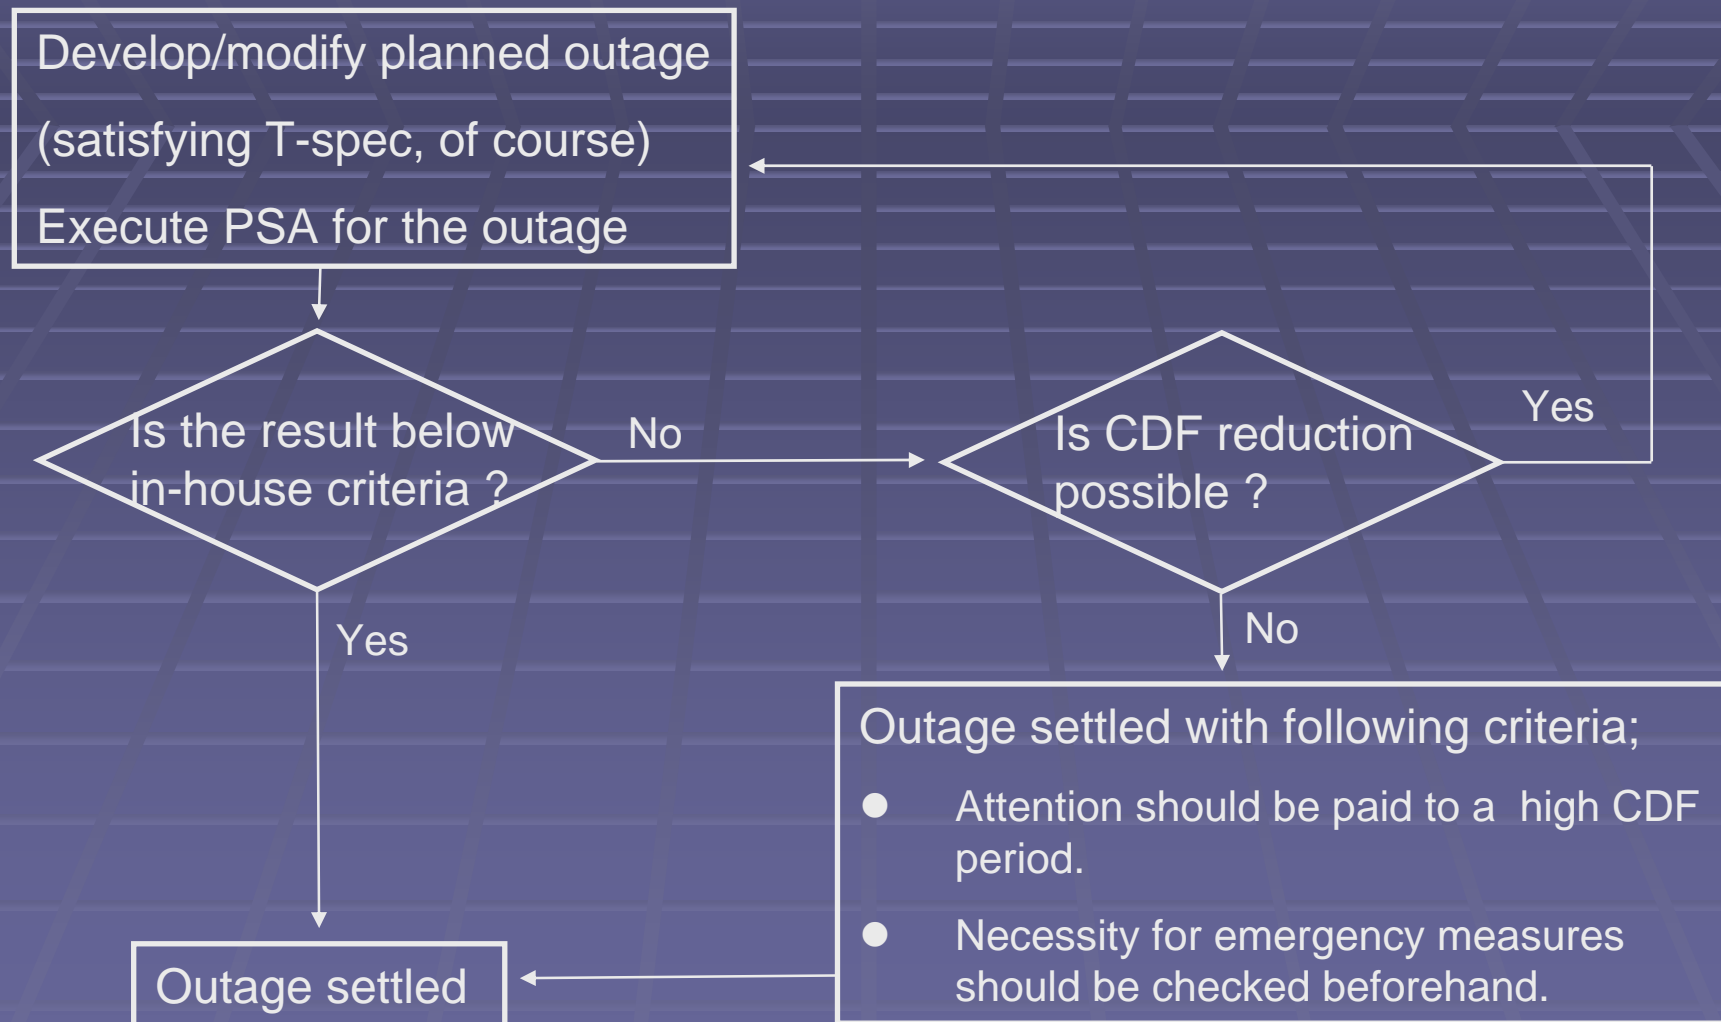 Develop/modify planned outage
(satisfying T-spec, of course)
Execute PSA for the outage
Is the result below
in-house criteria ?
No
Is CDF reduction
possible ?
Yes
Yes
No
Outage settled with following criteria;
● Attention should be paid to a  high CDF
period.
● Necessity for emergency measures
should be checked beforehand.
Outage settled